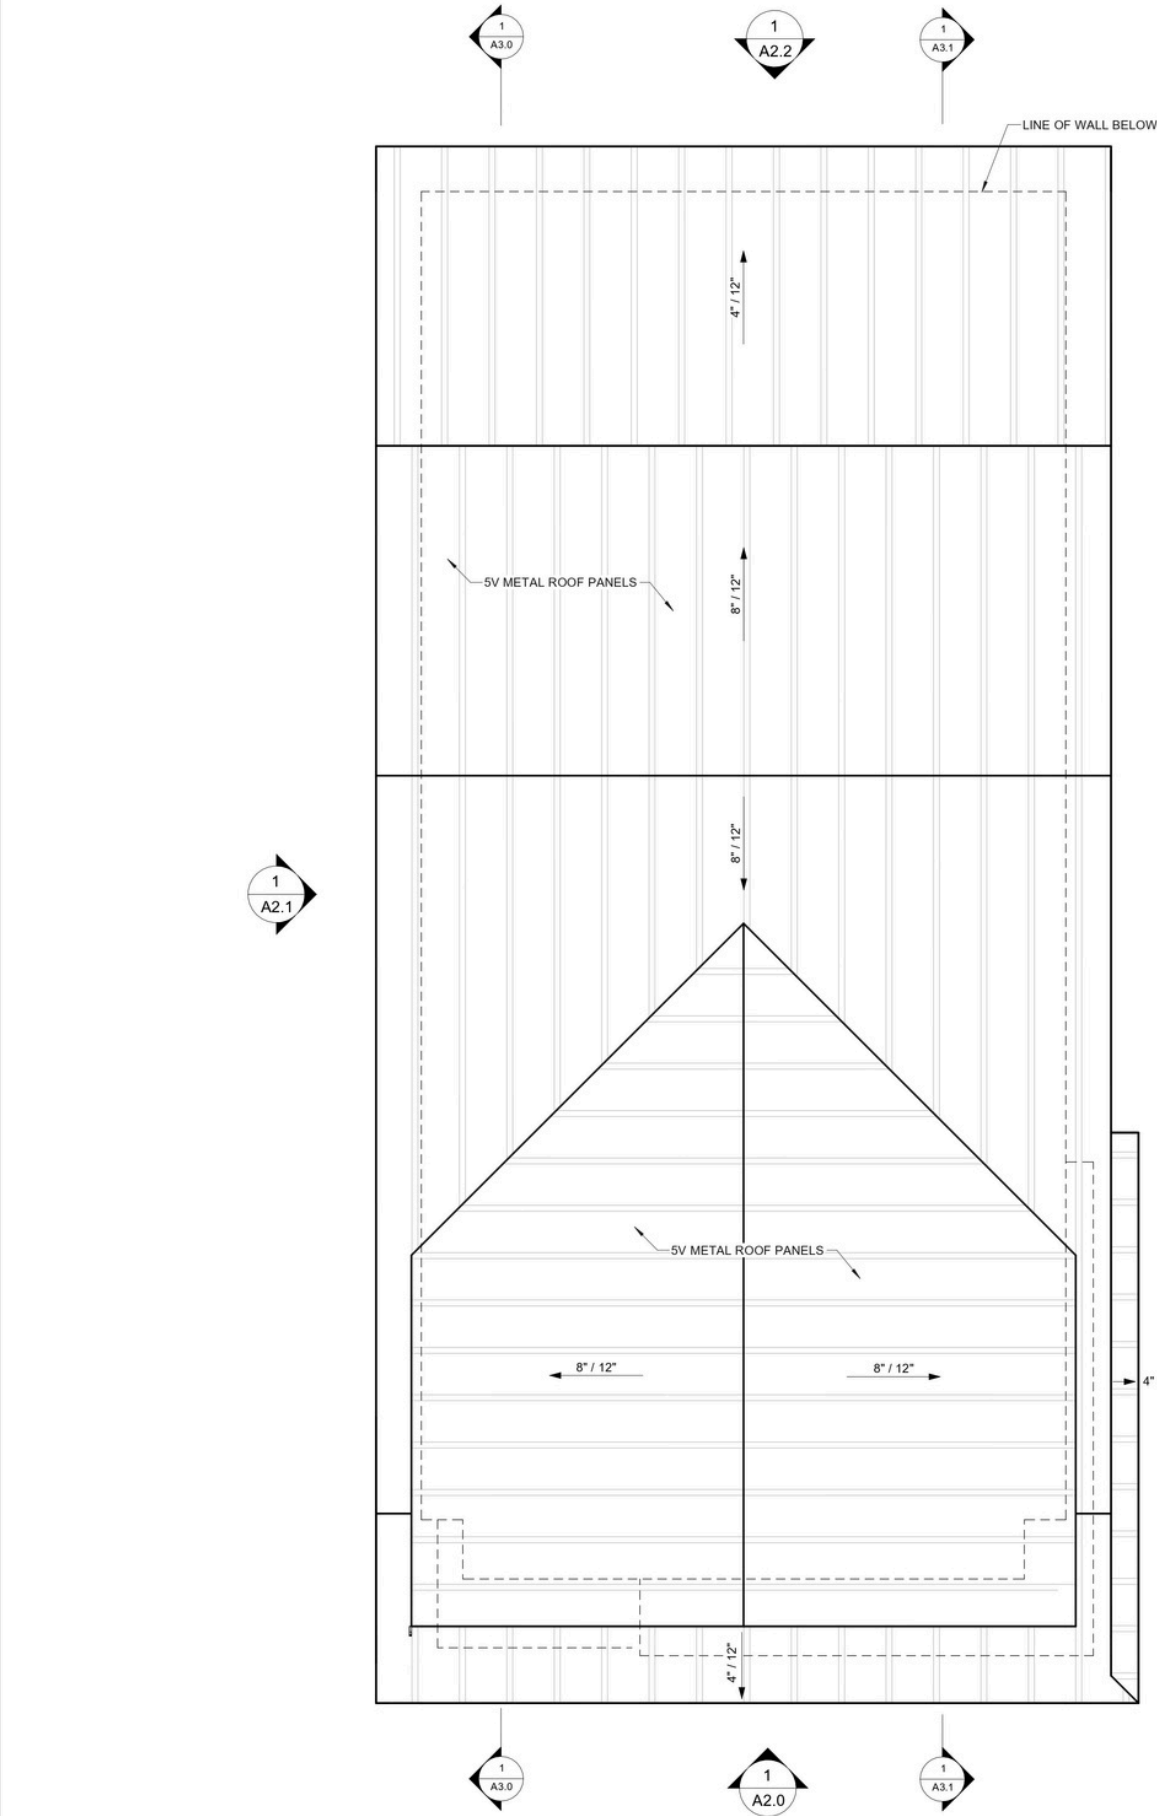 1
A3.0
1
A2.2
1
A3.1
LINE OF WALL BELOW
4" / 12"
5V METAL ROOF PANELS
8" / 12"
8" / 12"
1
A2.1
5V METAL ROOF PANELS
8" / 12"
8" / 12"
4"
4" / 12"
1
A3.0
1
A2.0
1
A3.1